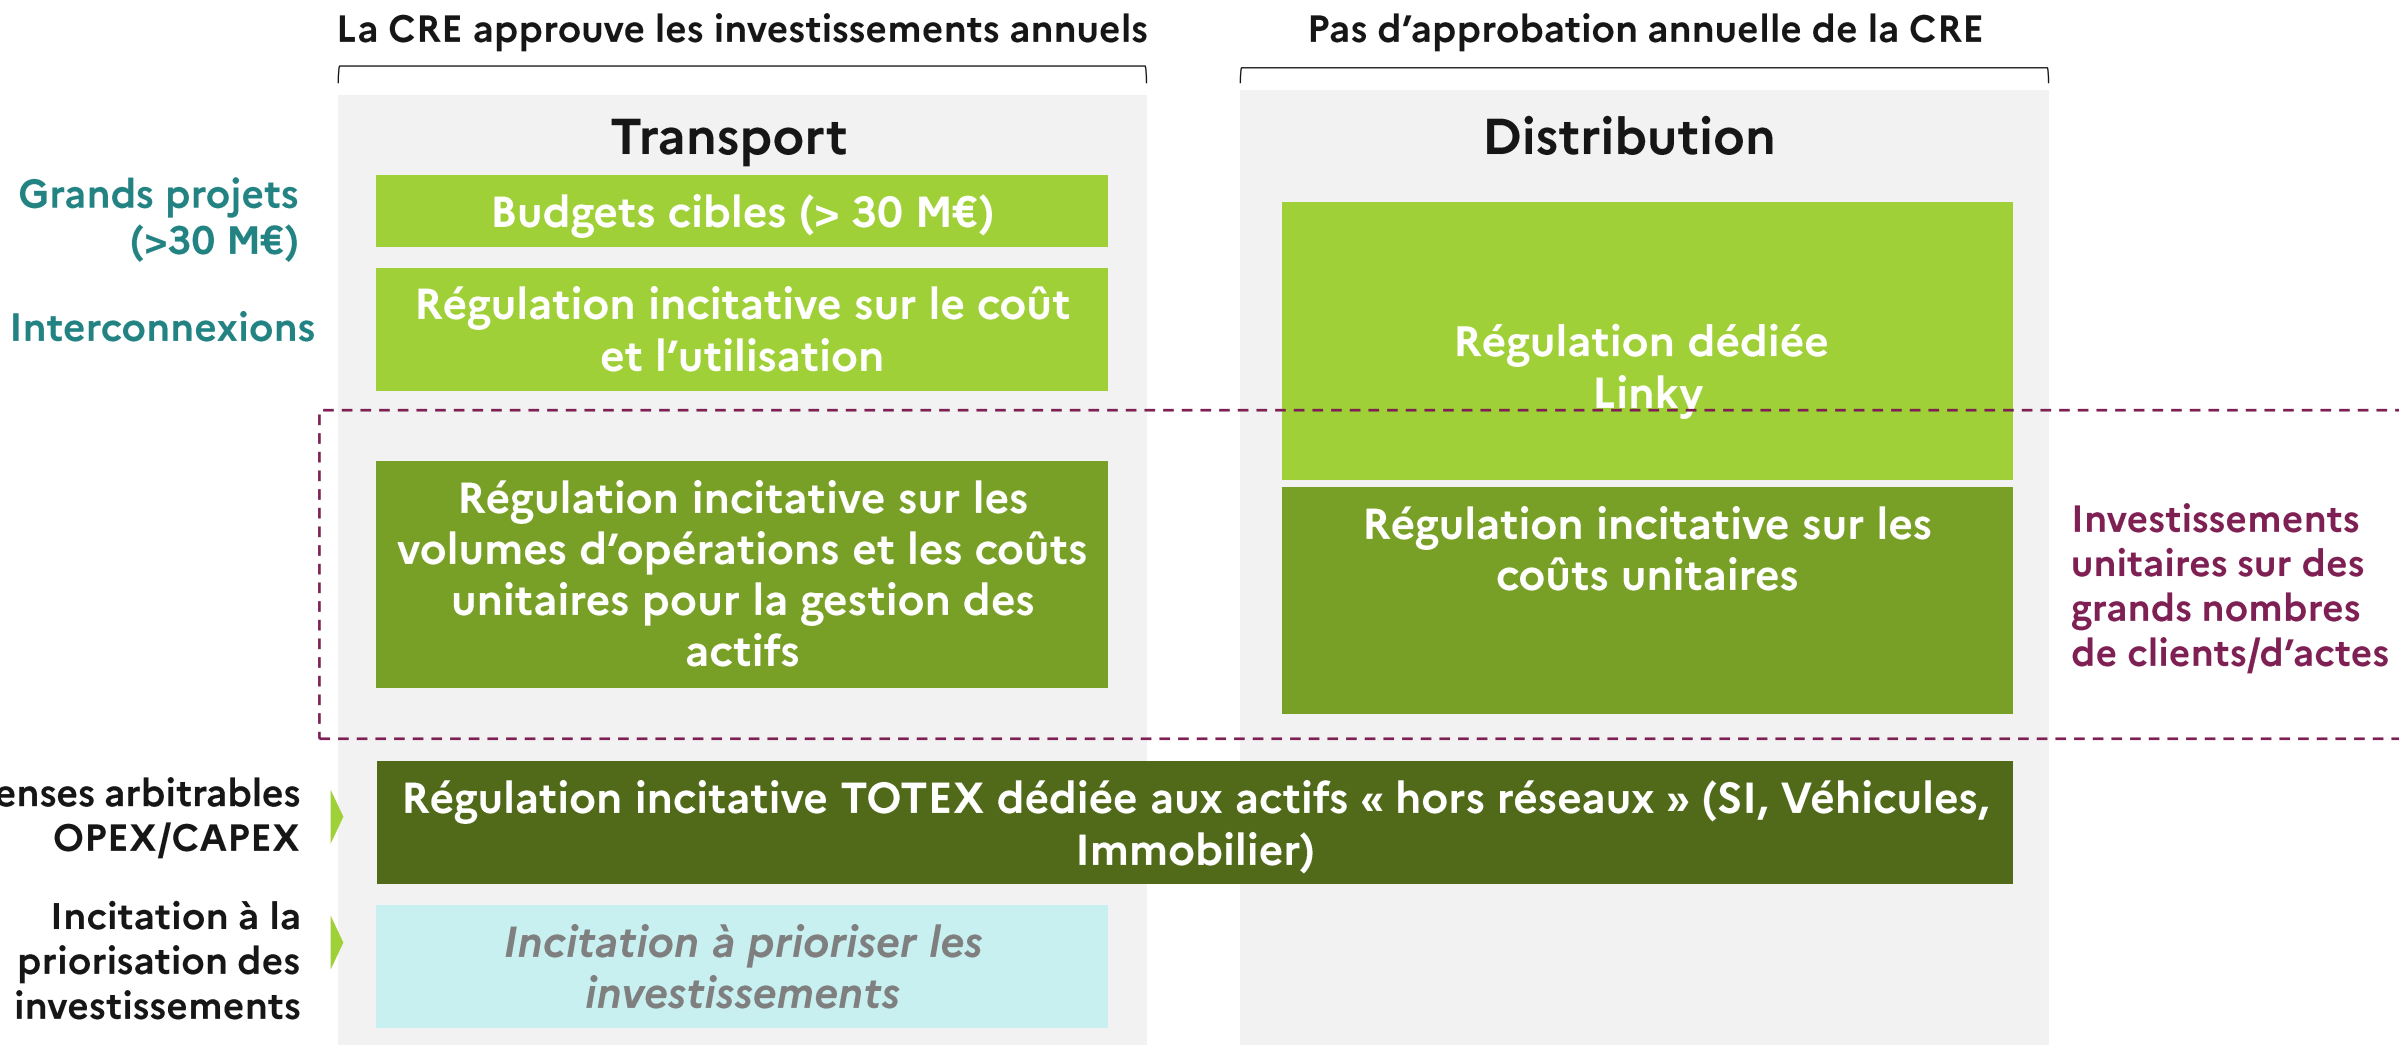 La CRE approuve les investissements annuels
Pas d’approbation annuelle de la CRE
Transport
Distribution
Grands projets
(>30 M€)
Budgets cibles (> 30 M€)
Interconnexions
Régulation incitative sur le coût
et l’utilisation
Régulation dédiée
Linky
Régulation incitative sur les
volumes d’opérations et les coûts
unitaires pour la gestion des
actifs
Régulation incitative sur les
coûts unitaires
Investissements
unitaires sur des
grands nombres
de clients/d’actes
arbitrables
OPEX/CAPEX
Régulation incitative TOTEX dédiée aux actifs « hors réseaux » (SI, Véhicules,
Immobilier)
Incitation à la
priorisation des
investissements
Incitation à prioriser les
investissements